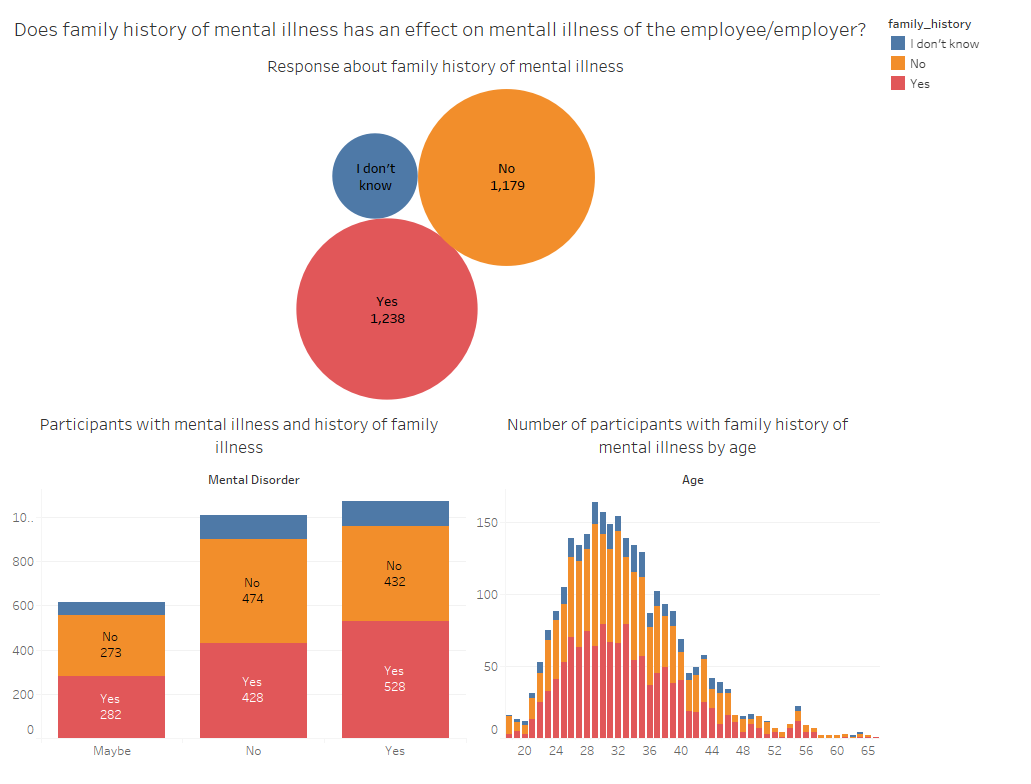 Does family history of mental illness has an effect on mentall illness of the employee/employer?
family_history
I don't know
No
Yes
Response about family history of mental illness
I don't
know
No
1,179
Yes
1,238
Participants with mental illness and history of family
illness
Mental Disorder
10..
800
600
400
200
0
No
273
Yes
282
No
474
Yes
428
No
432
Yes
528
Maybe No Yes
Number of participants with family history of
mental illness by age
Age
150
100
50
0
20 24 28 32 36 40 44 48 52 56 60 65